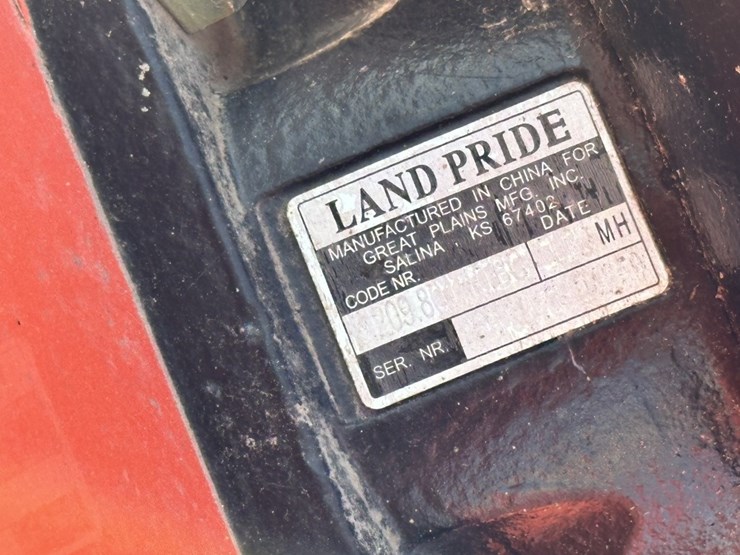 LAND PRIDE
MANUFACTURED IN CHINA FOR
GREAT PLAINS MFG. INC.
SALINA , KS 67402
CODE NR. DATE
MH
SER. NR.